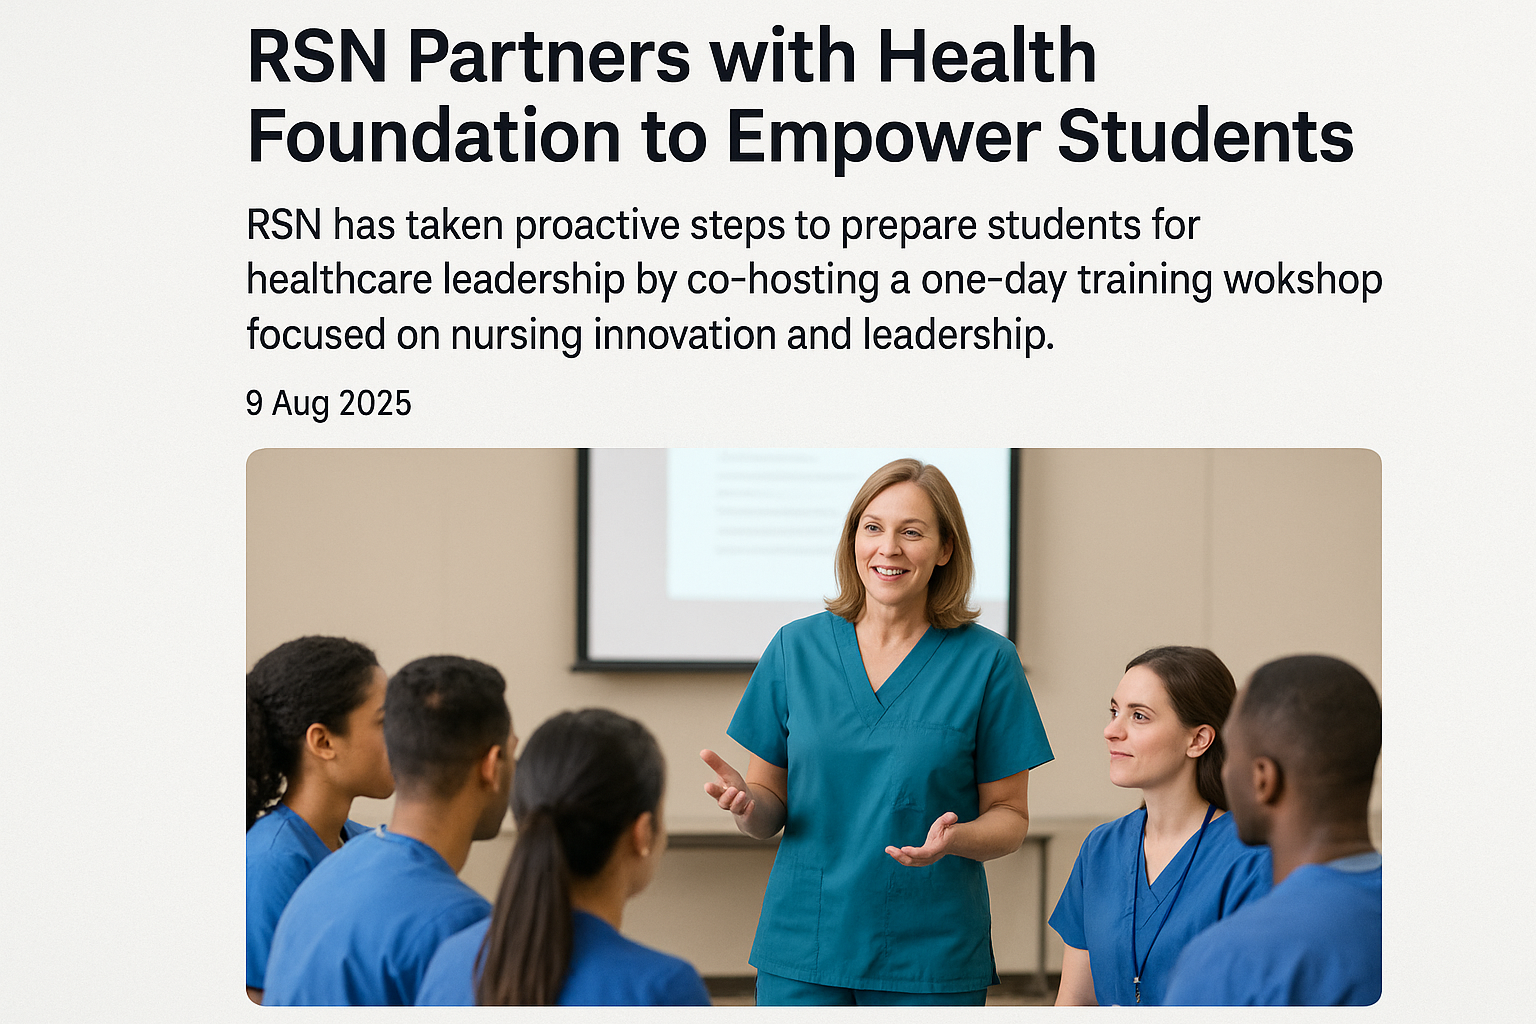 RSN Partners with Health
Foundation to Empower Students
RSN has taken proactive steps to prepare students for
healthcare leadership by co-hosting a one-day training wokshop
focused on nursing innovation and leadership.
9 Aug 2025